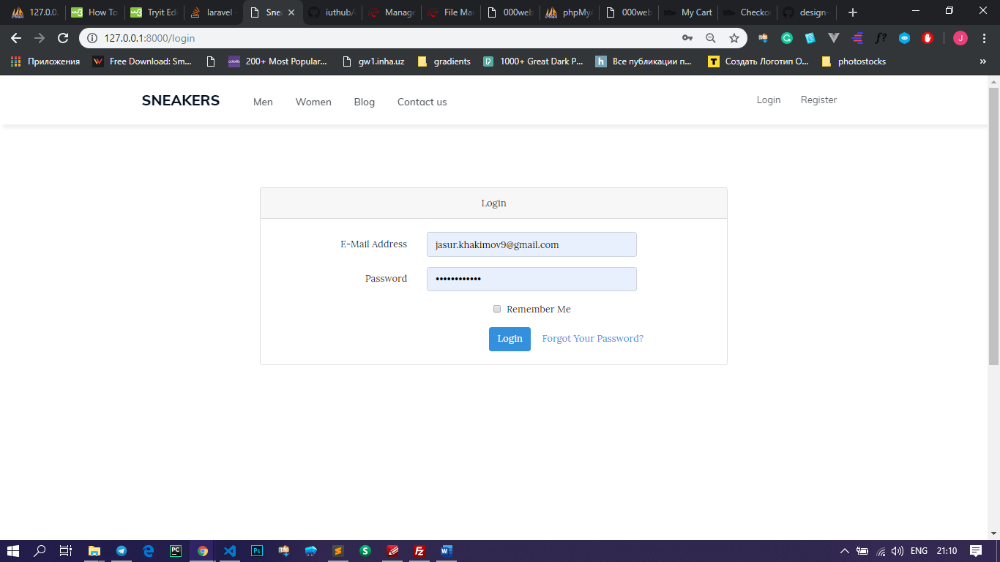 127.0.0.
How To
Tryit Edi
laravel -
Snea
iuthub/
Manage
File Mar
000web
phpMyA
000web
My Cart
Checko
design-
127.0.0.1:8000/login
J
Приложения
Free Download: Sm...
200+ Most Popular...
gw1.inha.uz
gradients
1000+ Great Dark P...
Все публикации п...
Создать Логотип O...
photostocks
»
SNEAKERS
Men
Women
Blog
Contact us
Login
Register
Login
E-Mail Address
jasur.khakimov9@gmail.com
Password
••••••••••••
Remember Me
Login
Forgot Your Password?
ENG
21:10